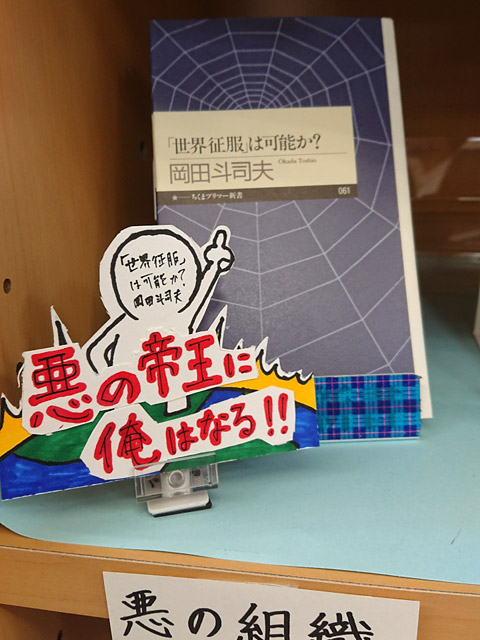 「世界征服」は可能か?
Okada Toshio
岡田斗司夫
★――ちくまプリマー新書
061
「世界征服」
は可能か?
岡田斗司夫
悪の帝王に
俺はなる!!
悪の組織